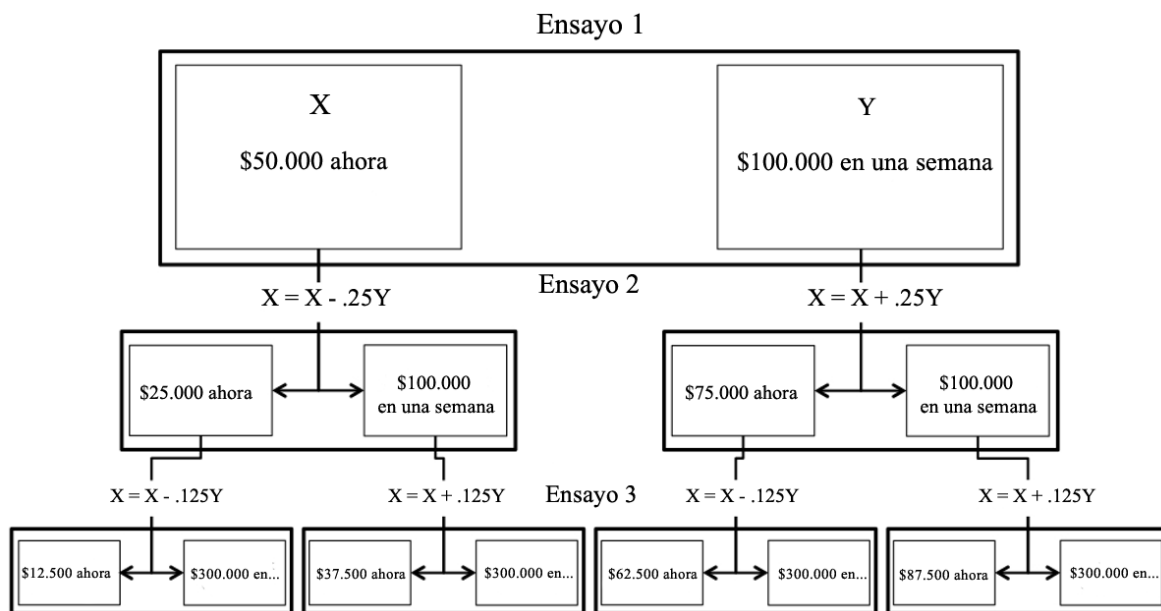 Ensayo 1
X
$50.000 ahora
Y
$100.000 en una semana
Ensayo 2
X = X - .25Y
X = X + .25Y
$25.000 ahora
$100.000
en una semana
$75.000 ahora
$100.000
en una semana
Ensayo 3
X = X - .125Y
X = X + .125Y
X = X - .125Y
X = X + .125Y
$12.500 ahora
$300.000 en...
$37.500 ahora
$300.000 en...
$62.500 ahora
$300.000 en...
$87.500 ahora
$300.000 en...